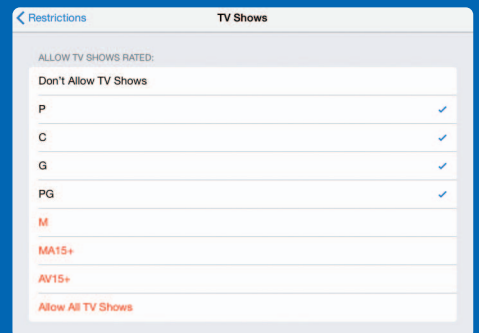 Restrictions
TV Shows
ALLOW TV SHOWS RATED:
Don't Allow TV Shows
P
C
G
PG
M
MA15+
AV15+
Allow All TV Shows